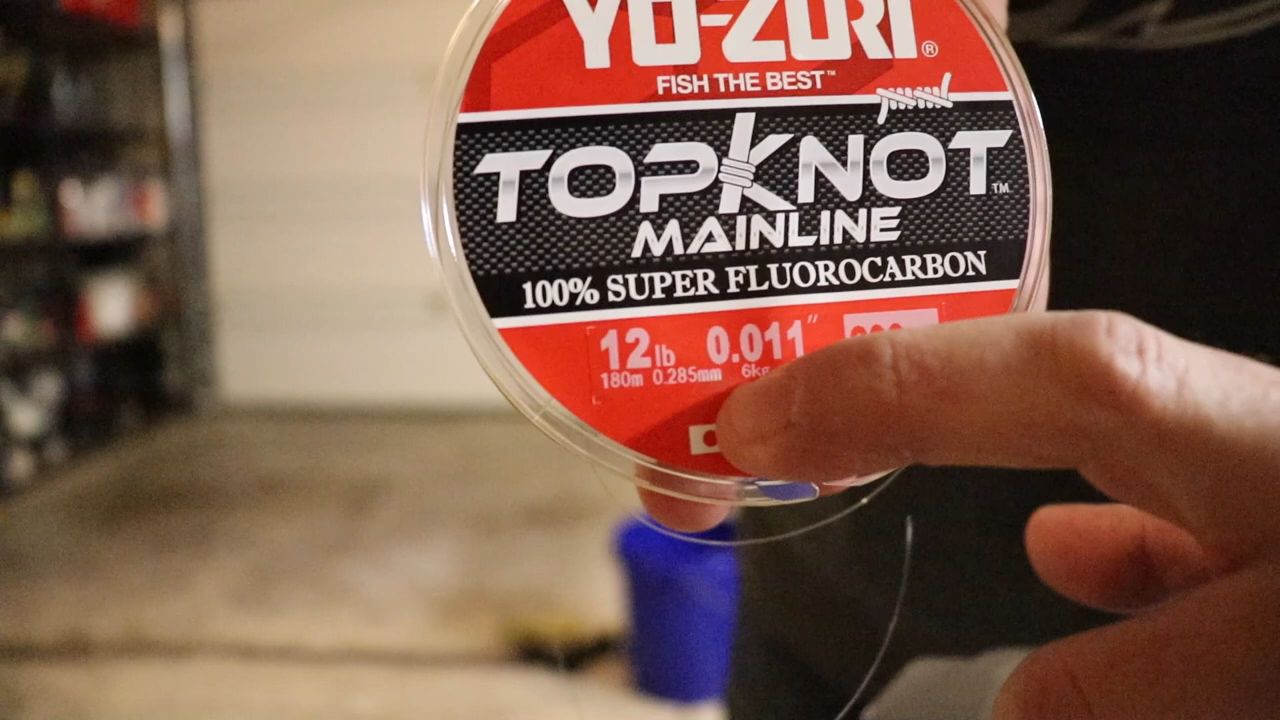 YO-ZURI®
FISH THE BEST™
TOPKNOT™
MAINLINE
100% SUPER FLUOROCARBON
12lb 0.011"
180m 0.285mm 6kg